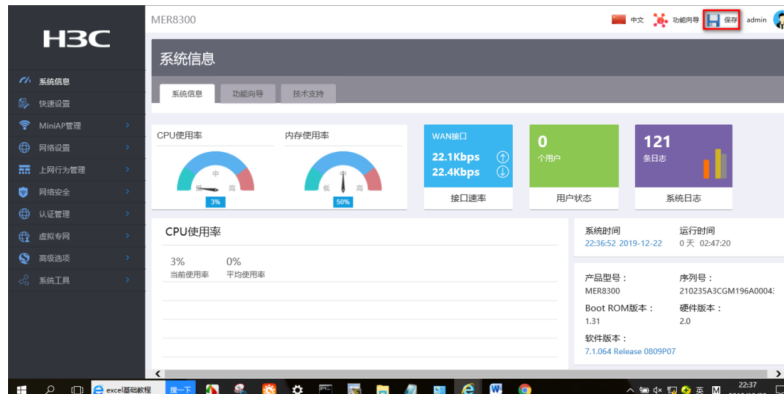 H3C
MER8300
中文
功能向导
保存
admin
系统信息
系统信息
功能向导
技术支持
系统信息
快速设置
MiniAP管理
网络设置
上网行为管理
网络安全
认证管理
虚拟专网
高级选项
系统工具
CPU使用率
中
高
3%
内存使用率
中
低
高
50%
WAN接口
22.1Kbps
22.4Kbps
接口速率
0
个用户
用户状态
121
条日志
系统日志
CPU使用率
3%
当前使用率
0%
平均使用率
系统时间
22:36:52 2019-12-22
运行时间
0 天 02:47:20
产品型号：
MER8300
序列号：
210235A3CGM196A0004
Boot ROM版本：
1.31
硬件版本：
2.0
软件版本：
7.1.064 Release 0809P07
excel基础教程
搜一下
英
M
22:37